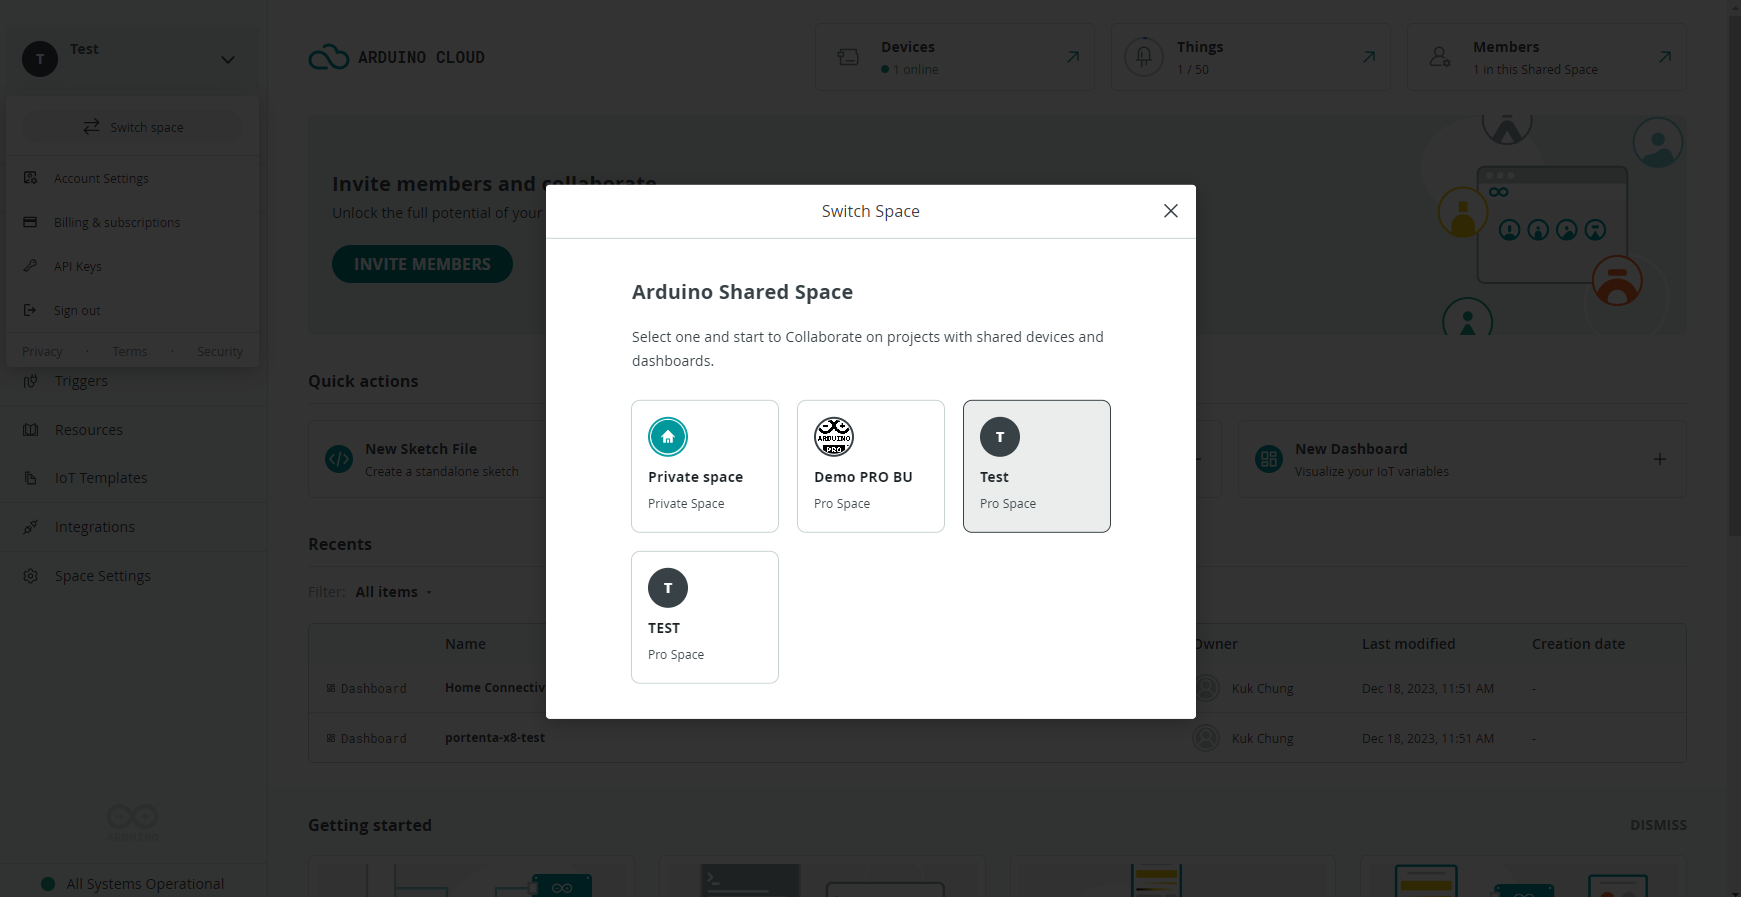 T
Test
Switch space
Account Settings
Billing & subscriptions
API Keys
Sign out
Privacy · Terms · Security
Triggers
Resources
IoT Templates
Integrations
Space Settings
ARDUINO
All Systems Operational
ARDUINO CLOUD
Devices
1 online
Things
1 / 50
Members
1 in this Shared Space
Invite members and collaborate
Unlock the full potential of your
INVITE MEMBERS
Quick actions
New Sketch File
Create a standalone sketch
New Dashboard
Visualize your IoT variables
Recents
Filter: All items
Name Owner Last modified Creation date
Dashboard Home Connectiv Kuk Chung Dec 18, 2023, 11:51 AM -
Dashboard portenta-x8-test Kuk Chung Dec 18, 2023, 11:51 AM -
Getting started
DISMISS
Switch Space
Arduino Shared Space
Select one and start to Collaborate on projects with shared devices and
dashboards.
Private space
Private Space
ARDUINO
PRO
Demo PRO BU
Pro Space
T
Test
Pro Space
T
TEST
Pro Space